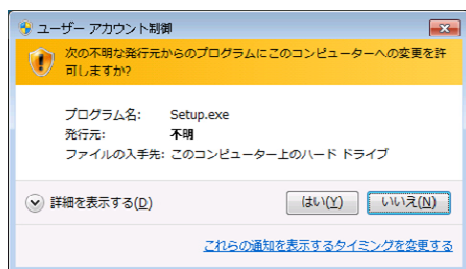 ユーザー アカウント制御
次の不明な発行元からのプログラムにこのコンピューターへの変更を許
可しますか?
プログラム名: Setup.exe
発行元: 不明
ファイルの入手先: このコンピューター上のハード ドライブ
詳細を表示する(D) はい(Y) いいえ(N)
これらの通知を表示するタイミングを変更する